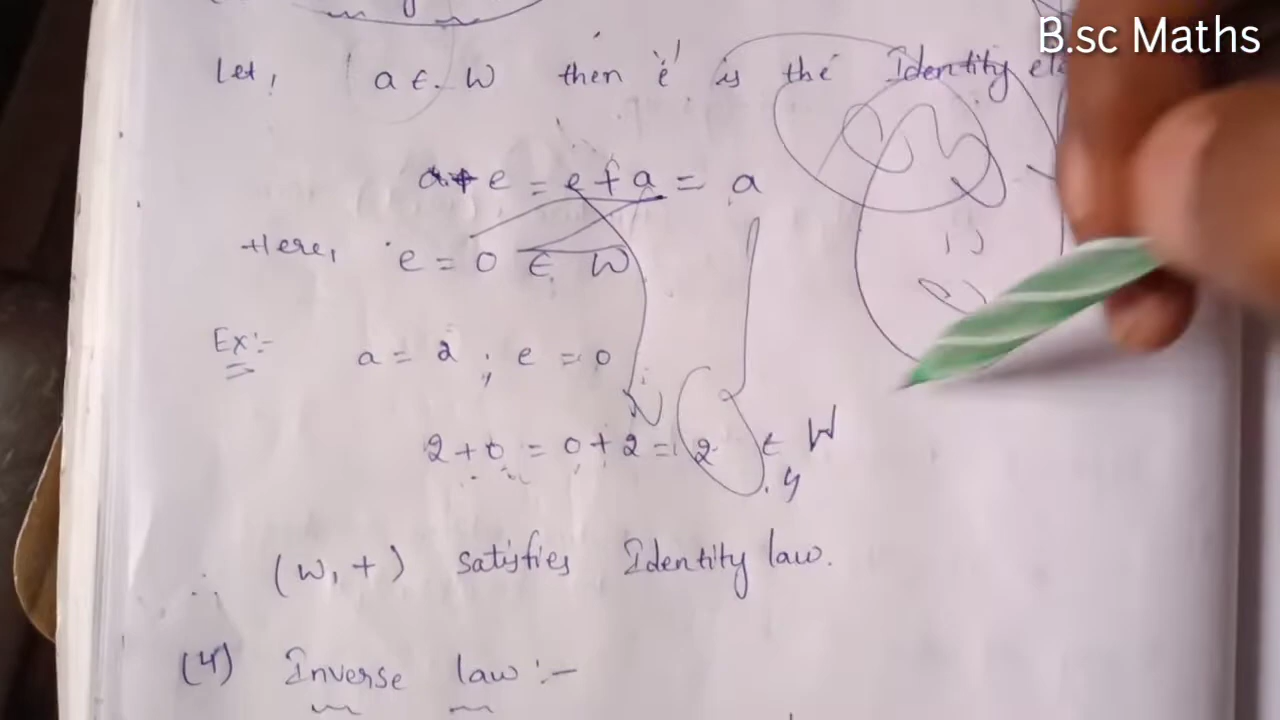 B.sc Maths
Let, a ∈ W then 'e' is the Identity
a+e = e+a = a
Here, e = 0 ∈ W
Ex:- a = 2, e = 0
2+0 = 0+2 = 2 ∈ W
∴ (W, +) satisfies Identity law.
(4) Inverse law :-